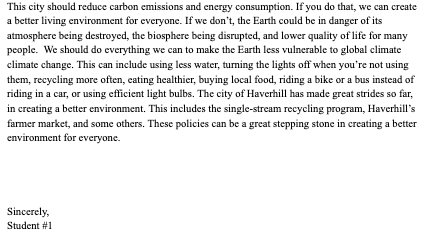 This city should reduce carbon emissions and energy consumption. If you do that, we can create
a better living environment for everyone. If we don't, the Earth could be in danger of its
atmosphere being destroyed, the biosphere being disrupted, and lower quality of life for many
people.  We should do everything we can to make the Earth less vulnerable to global climate
climate change. This can include using less water, turning the lights off when you're not using
them, recycling more often, eating healthier, buying local food, riding a bike or a bus instead of
riding in a car, or using efficient light bulbs. The city of Haverhill has made great strides so far,
in creating a better environment. This includes the single-stream recycling program, Haverhill's
farmer market, and some others. These policies can be a great stepping stone in creating a better
environment for everyone.
Sincerely,
Student #1